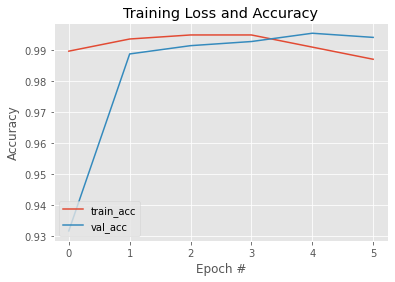 Training Loss and Accuracy
Accuracy
0.99
0.98
0.97
0.96
0.95
0.94
0.93
train_acc
val_acc
0 1 2 3 4 5
Epoch #